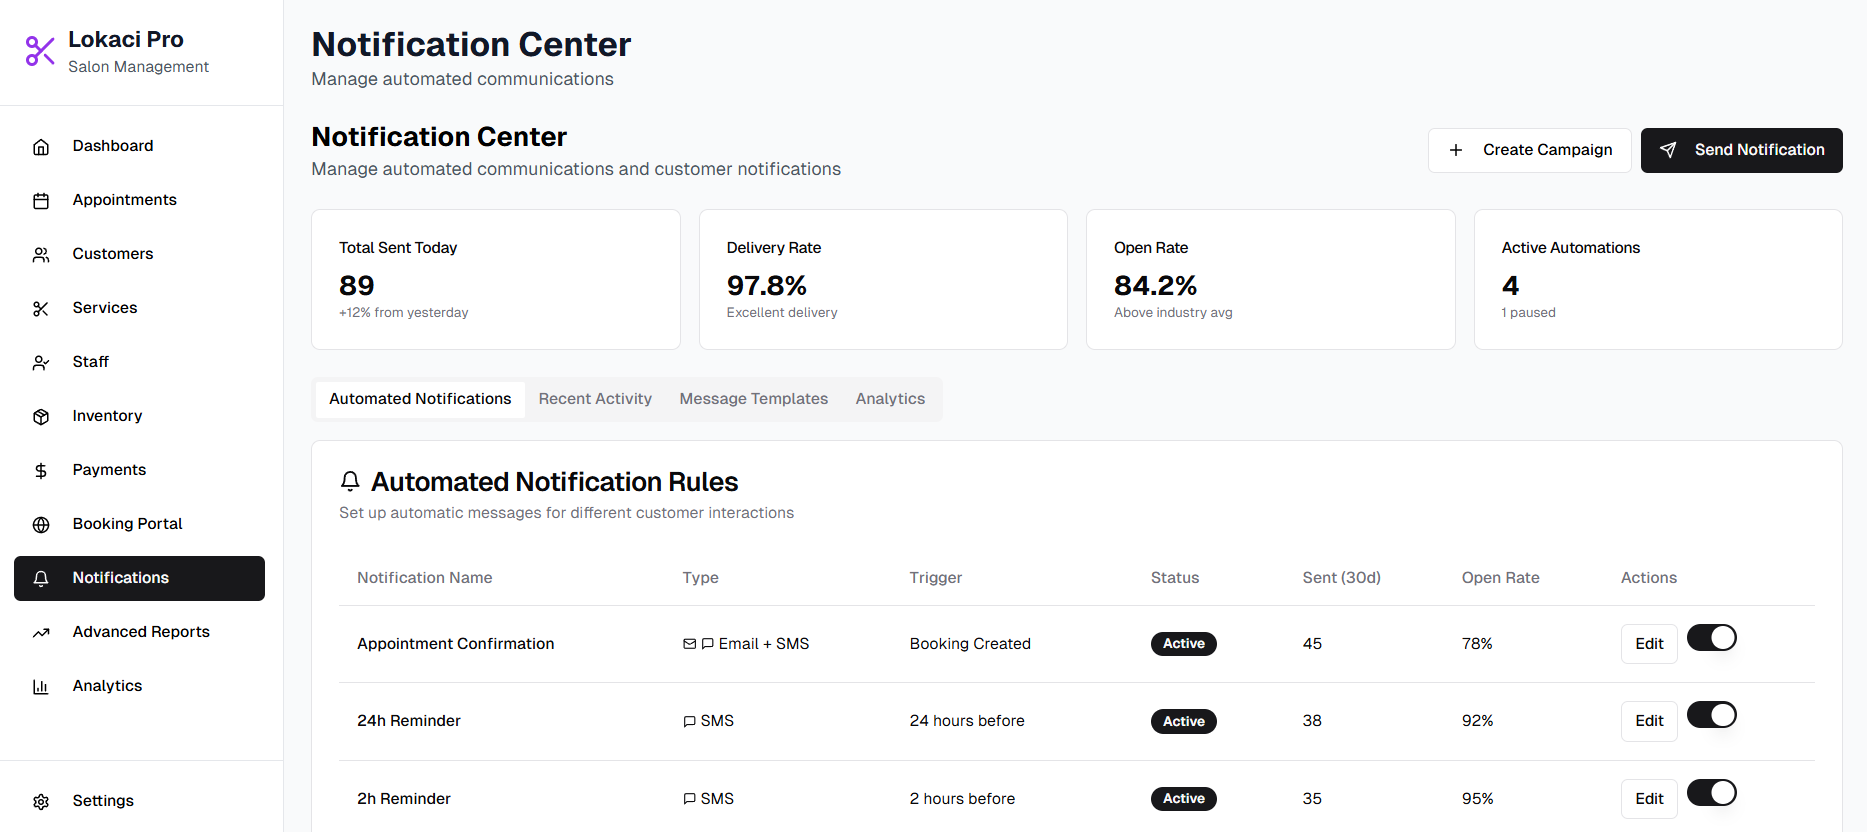 Lokaci Pro
Salon Management
Dashboard
Appointments
Customers
Services
Staff
Inventory
Payments
Booking Portal
Notifications
Advanced Reports
Analytics
Settings
Notification Center
Manage automated communications
Notification Center
Manage automated communications and customer notifications
Create Campaign
Send Notification
Total Sent Today
89
+12% from yesterday
Delivery Rate
97.8%
Excellent delivery
Open Rate
84.2%
Above industry avg
Active Automations
4
1 paused
Automated Notifications Recent Activity Message Templates Analytics
Automated Notification Rules
Set up automatic messages for different customer interactions
Notification Name Type Trigger Status Sent (30d) Open Rate Actions
Appointment Confirmation Email + SMS Booking Created Active 45 78% Edit
24h Reminder SMS 24 hours before Active 38 92% Edit
2h Reminder SMS 2 hours before Active 35 95% Edit